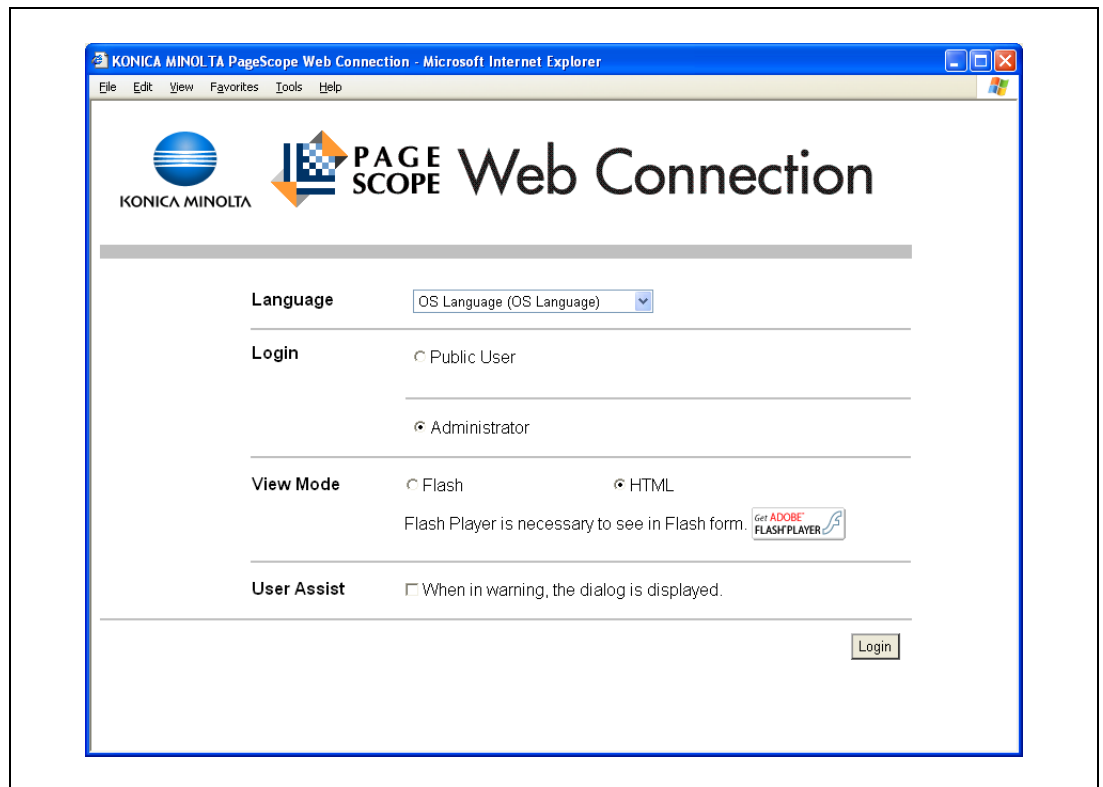 KONICA MINOLTA PageScope Web Connection - Microsoft Internet Explorer
File Edit View Favorites Tools Help
KONICA MINOLTA
PAGE SCOPE Web Connection
Language OS Language (OS Language)
Login Public User
Administrator
View Mode Flash HTML
Flash Player is necessary to see in Flash form. Get ADOBE® FLASH® PLAYER
User Assist When in warning, the dialog is displayed.
Login